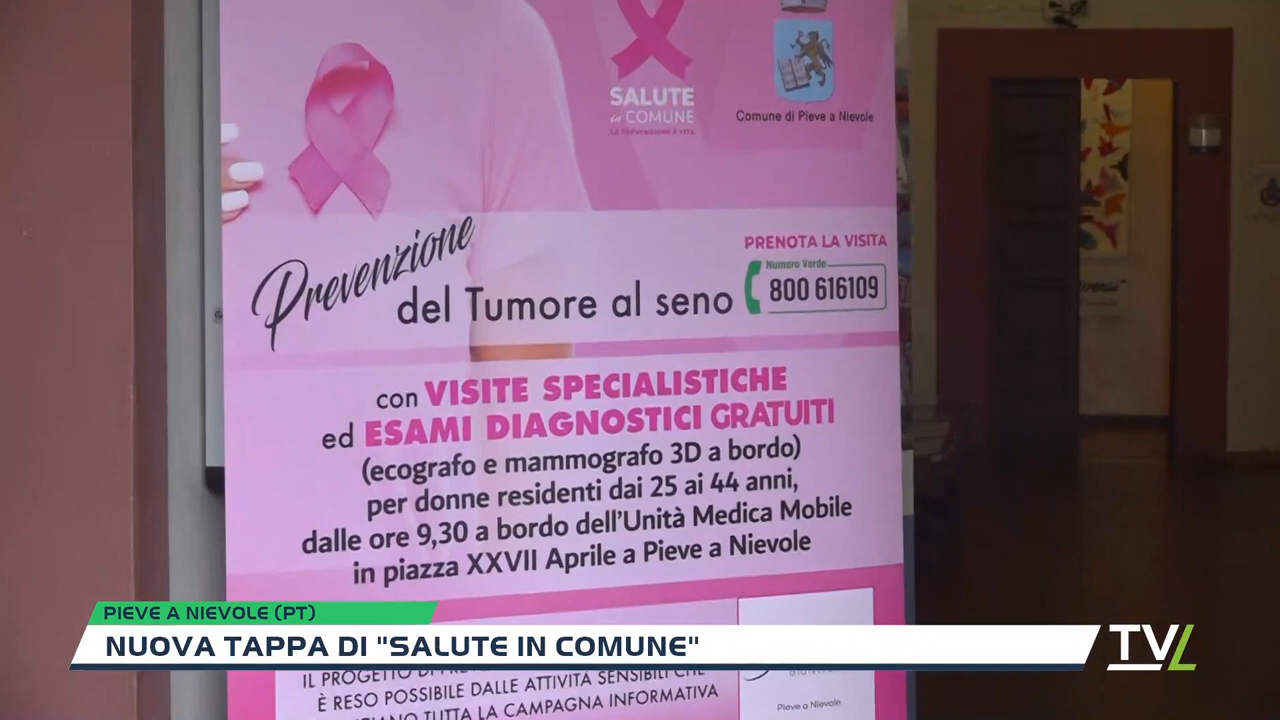 SALUTE
in COMUNE
LA PREVENZIONE È VITA
Comune di Pieve a Nievole
Prevenzione
del Tumore al seno
PRENOTA LA VISITA
Numero Verde
800 616109
con VISITE SPECIALISTICHE
ed ESAMI DIAGNOSTICI GRATUITI
(ecografo e mammografo 3D a bordo)
per donne residenti dai 25 ai 44 anni,
dalle ore 9,30 a bordo dell'Unità Medica Mobile
in piazza XXVII Aprile a Pieve a Nievole
PIEVE A NIEVOLE (PT)
NUOVA TAPPA DI "SALUTE IN COMUNE"
TVL
IL PROGETTO DI
È RESO POSSIBILE DALLE ATTIVITÀ SENSIBILI CHE
TUTTA LA CAMPAGNA INFORMATIVA
Pieve a Nievole